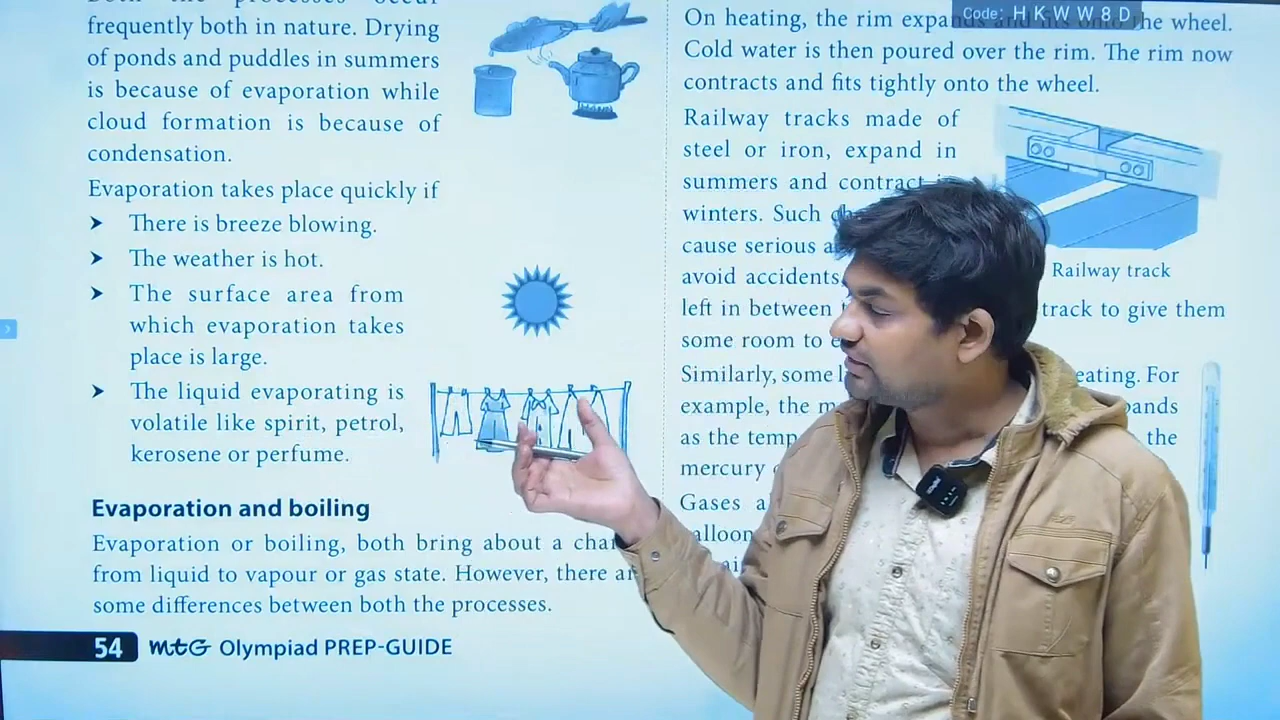 frequently both in nature. Drying
of ponds and puddles in summers
is because of evaporation while
cloud formation is because of
condensation.
Evaporation takes place quickly if
➤ There is breeze blowing.
➤ The weather is hot.
➤ The surface area from
which evaporation takes
place is large.
➤ The liquid evaporating is
volatile like spirit, petrol,
kerosene or perfume.
Evaporation and boiling
Evaporation or boiling, both bring about a
from liquid to vapour or gas state. However, there
some differences between both the processes.
54 mtG Olympiad PREP-GUIDE
Code: H K W W 8 D
On heating, the rim expands and fits onto the wheel.
Cold water is then poured over the rim. The rim now
contracts and fits tightly onto the wheel.
Railway tracks made of
steel or iron, expand in
summers and contract
winters. Such
cause serious
avoid accidents,
left in between track to give them
some room to
Railway track
Similarly, some heating. For
example, the
as the the
mercury
Gases